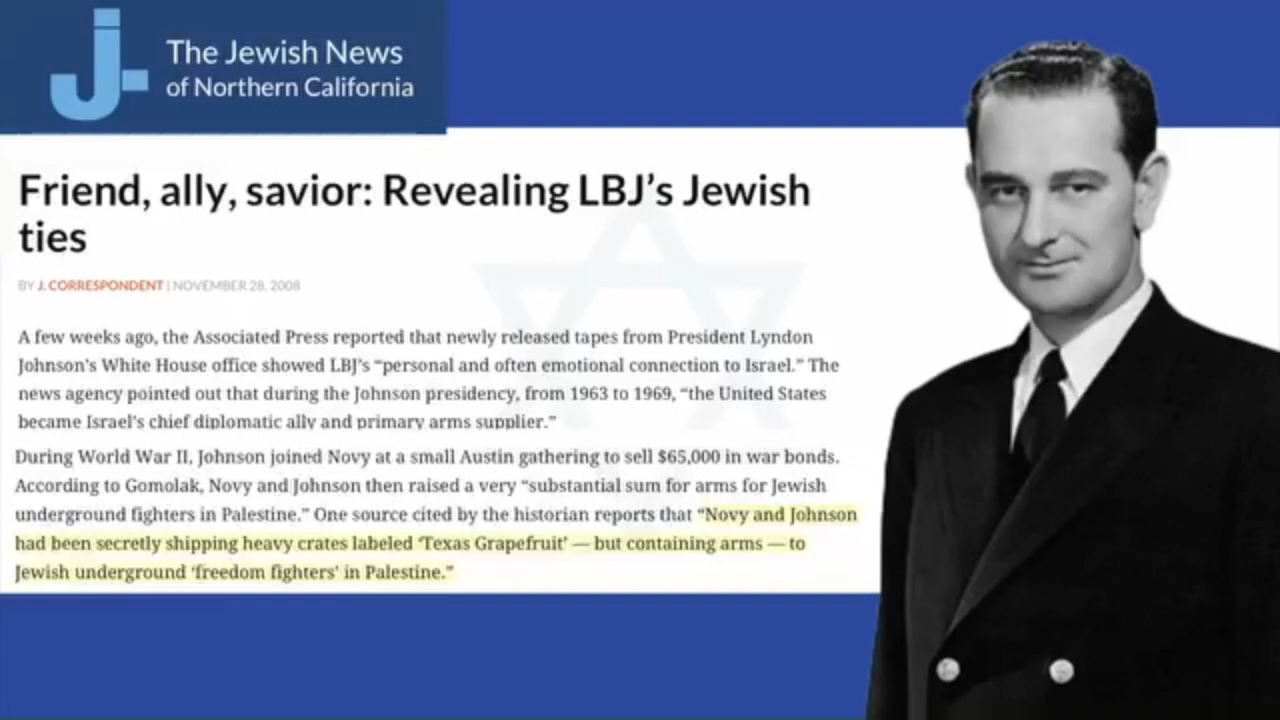 The Jewish News
of Northern California
Friend, ally, savior: Revealing LBJ’s Jewish
ties
BY J. CORRESPONDENT | NOVEMBER 28, 2008
A few weeks ago, the Associated Press reported that newly released tapes from President Lyndon
Johnson’s White House office showed LBJ’s “personal and often emotional connection to Israel.” The
news agency pointed out that during the Johnson presidency, from 1963 to 1969, “the United States
became Israel’s chief diplomatic ally and primary arms supplier.”
During World War II, Johnson joined Novy at a small Austin gathering to sell $65,000 in war bonds.
According to Gomolak, Novy and Johnson then raised a very “substantial sum for arms for Jewish
underground fighters in Palestine.” One source cited by the historian reports that “Novy and Johnson
had been secretly shipping heavy crates labeled ‘Texas Grapefruit’ — but containing arms — to
Jewish underground ‘freedom fighters’ in Palestine.”